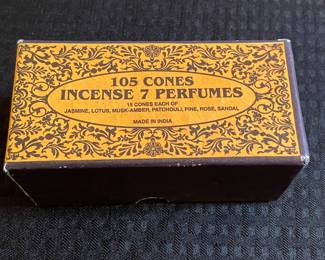 105 CONES
INCENSE 7 PERFUMES
15 CONES EACH OF
JASMINE, LOTUS, MUSK-AMBER, PATCHOULI, PINE, ROSE, SANDAL
MADE IN INDIA